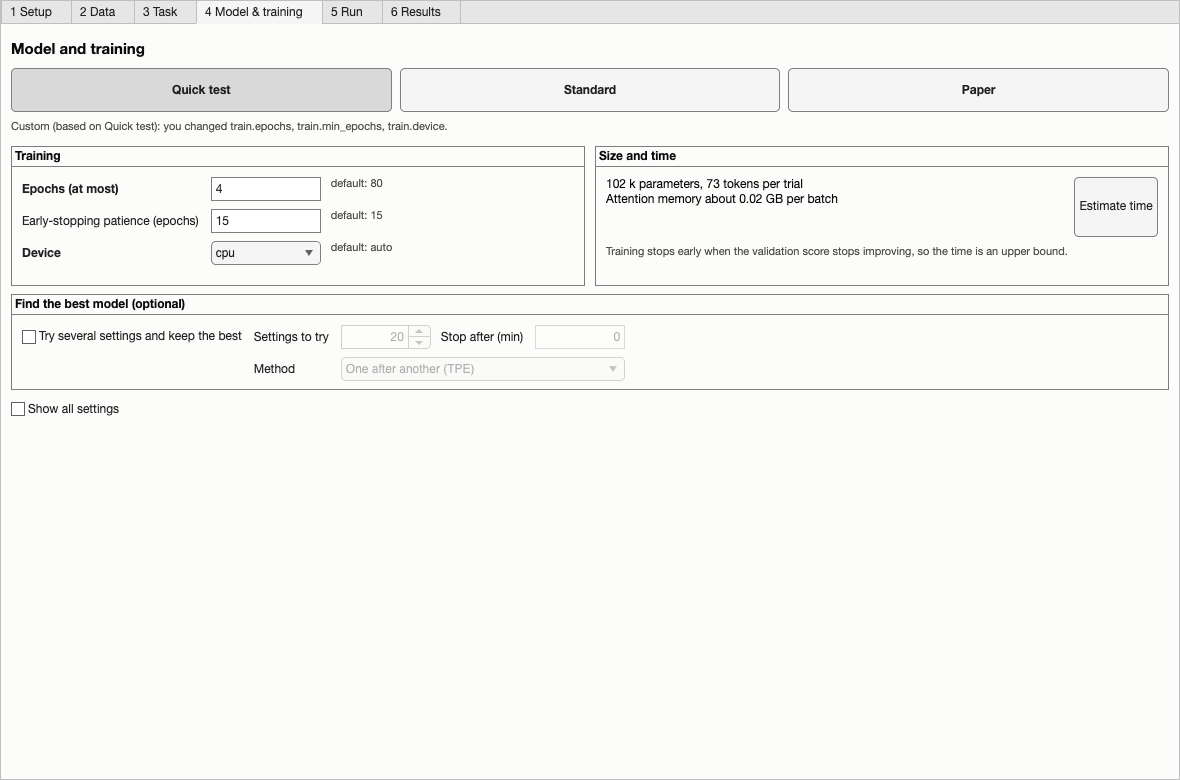 1 Setup 2 Data 3 Task 4 Model & training 5 Run 6 Results
Model and training
Quick test Standard Paper
Custom (based on Quick test): you changed train.epochs, train.min_epochs, train.device.
Training
Epochs (at most) 4 default: 80
Early-stopping patience (epochs) 15 default: 15
Device cpu default: auto
Size and time
102 k parameters, 73 tokens per trial
Attention memory about 0.02 GB per batch
Estimate time
Training stops early when the validation score stops improving, so the time is an upper bound.
Find the best model (optional)
Try several settings and keep the best Settings to try 20 Stop after (min) 0
Method One after another (TPE)
Show all settings